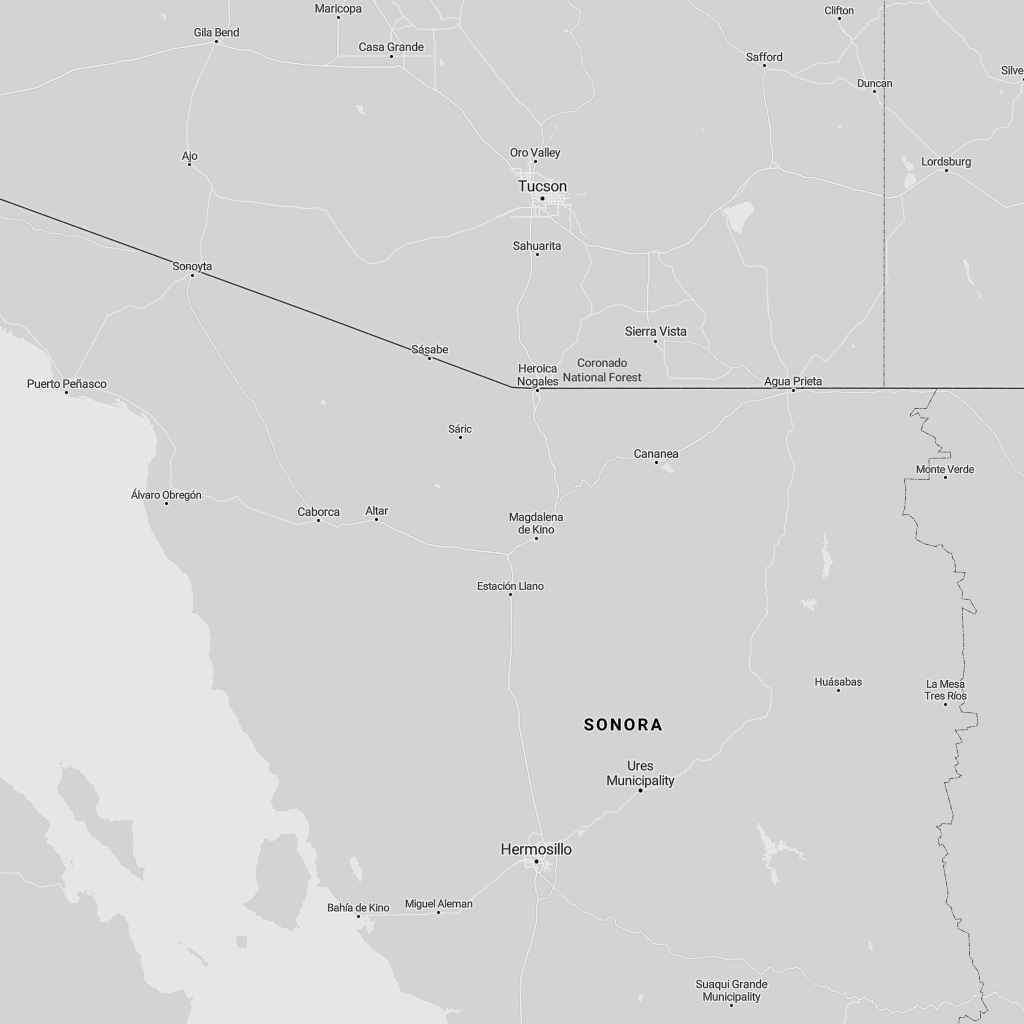 Maricopa
Clifton
Gila Bend
Casa Grande
Safford
Silve
Duncan
Oro Valley
Ajo
Lordsburg
Tucson
Sahuarita
Sonoyta
Sierra Vista
Sásabe
Coronado
National Forest
Heroica
Nogales
Agua Prieta
Puerto Peñasco
Sáric
Cananea
Monte Verde
Álvaro Obregón
Caborca
Altar
Magdalena
de Kino
Estación Llano
Huásabas
La Mesa
Tres Ríos
SONORA
Ures
Municipality
Hermosillo
Bahía de Kino
Miguel Aleman
Suaqui Grande
Municipality